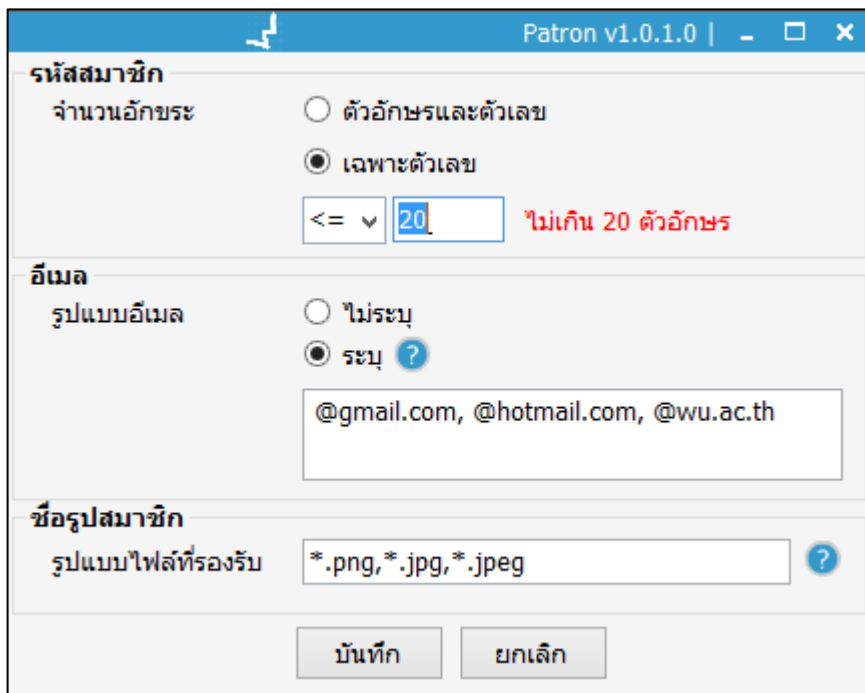 Patron v1.0.1.0 |
รหัสสมาชิก
จำนวนอักขระ ตัวอักษรและตัวเลข
เฉพาะตัวเลข
<= 20 ไม่เกิน 20 ตัวอักษร
อีเมล
รูปแบบอีเมล ไม่ระบุ
ระบุ ?
@gmail.com, @hotmail.com, @wu.ac.th
ชื่อรูปสมาชิก
รูปแบบไฟล์ที่รองรับ *.png,*.jpg,*.jpeg ?
บันทึก ยกเลิก